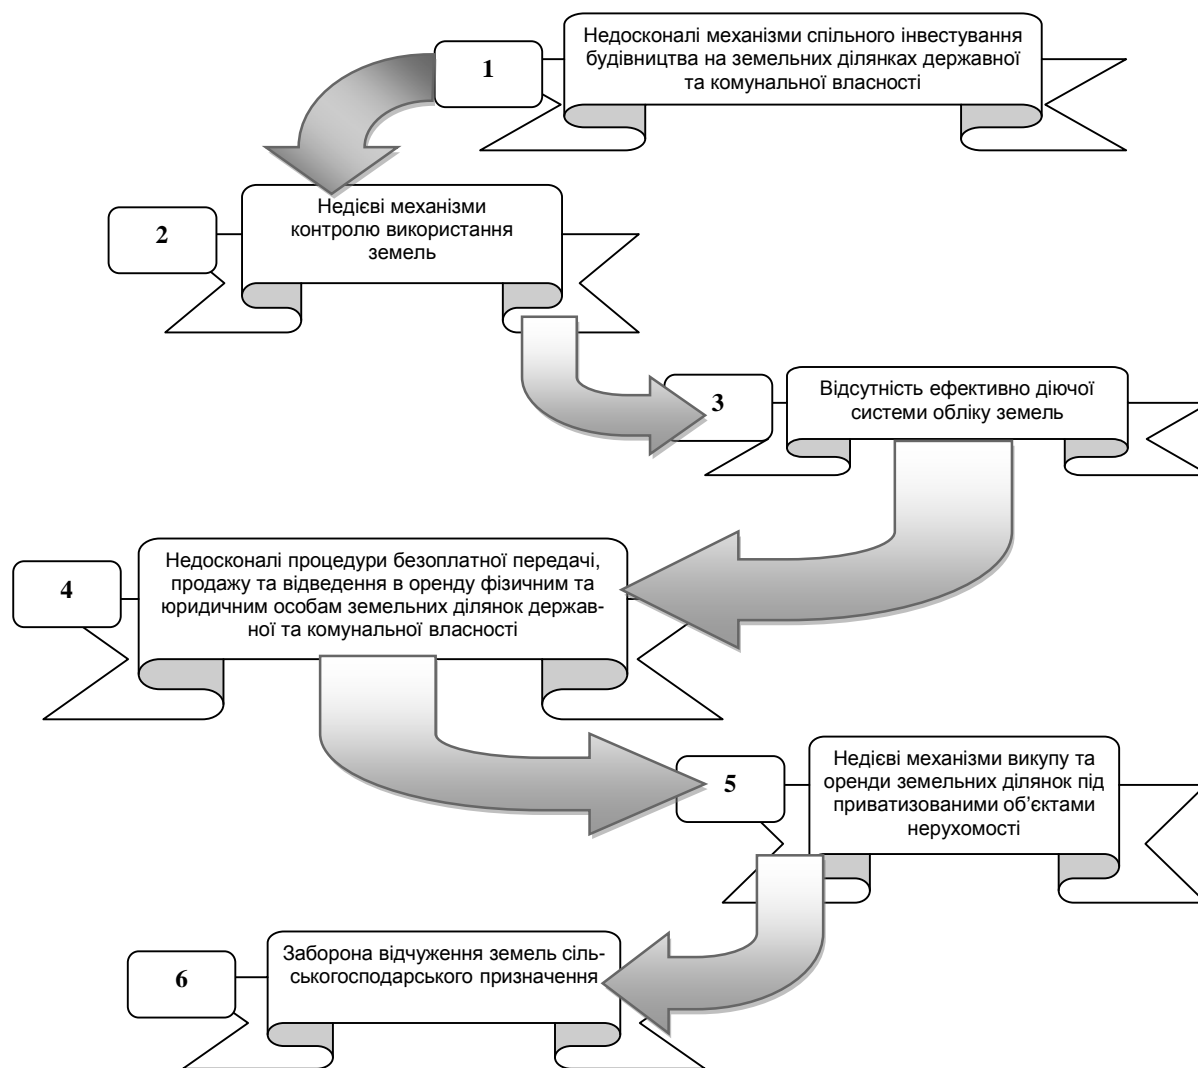 1
Недосконалі механізми спільного інвестування
будівництва на земельних ділянках державної
та комунальної власності
2
Недієві механізми
контролю використання
земель
3
Відсутність ефективно діючої
системи обліку земель
4
Недосконалі процедури безоплатної передачі,
продажу та відведення в оренду фізичним та
юридичним особам земельних ділянок держав-
ної та комунальної власності
5
Недієві механізми викупу та
оренди земельних ділянок під
приватизованими об’єктами
нерухомості
6
Заборона відчуження земель сіль-
ськогосподарського призначення